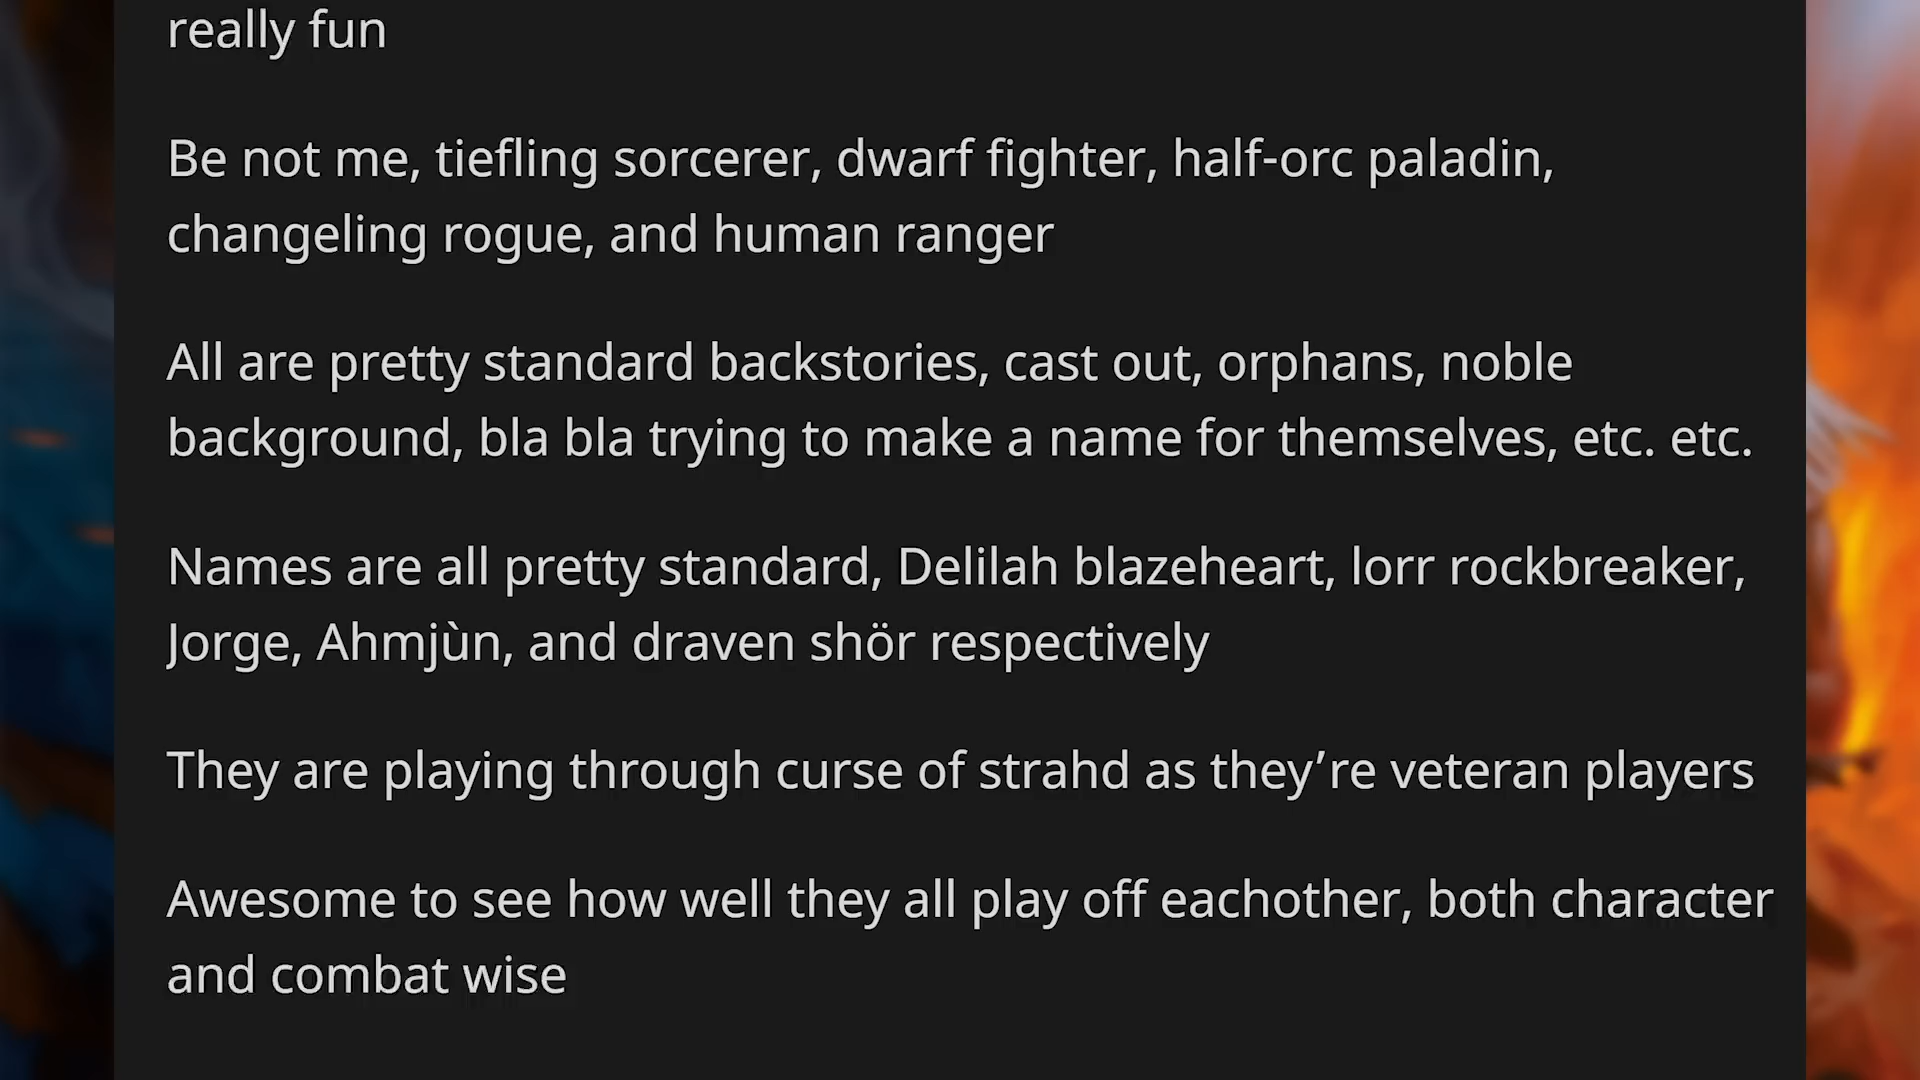 really fun
Be not me, tiefling sorcerer, dwarf fighter, half-orc paladin,
changeling rogue, and human ranger
All are pretty standard backstories, cast out, orphans, noble
background, bla bla trying to make a name for themselves, etc. etc.
Names are all pretty standard, Delilah blazeheart, lorr rockbreaker,
Jorge, Ahmjùn, and draven shör respectively
They are playing through curse of strahd as they’re veteran players
Awesome to see how well they all play off eachother, both character
and combat wise